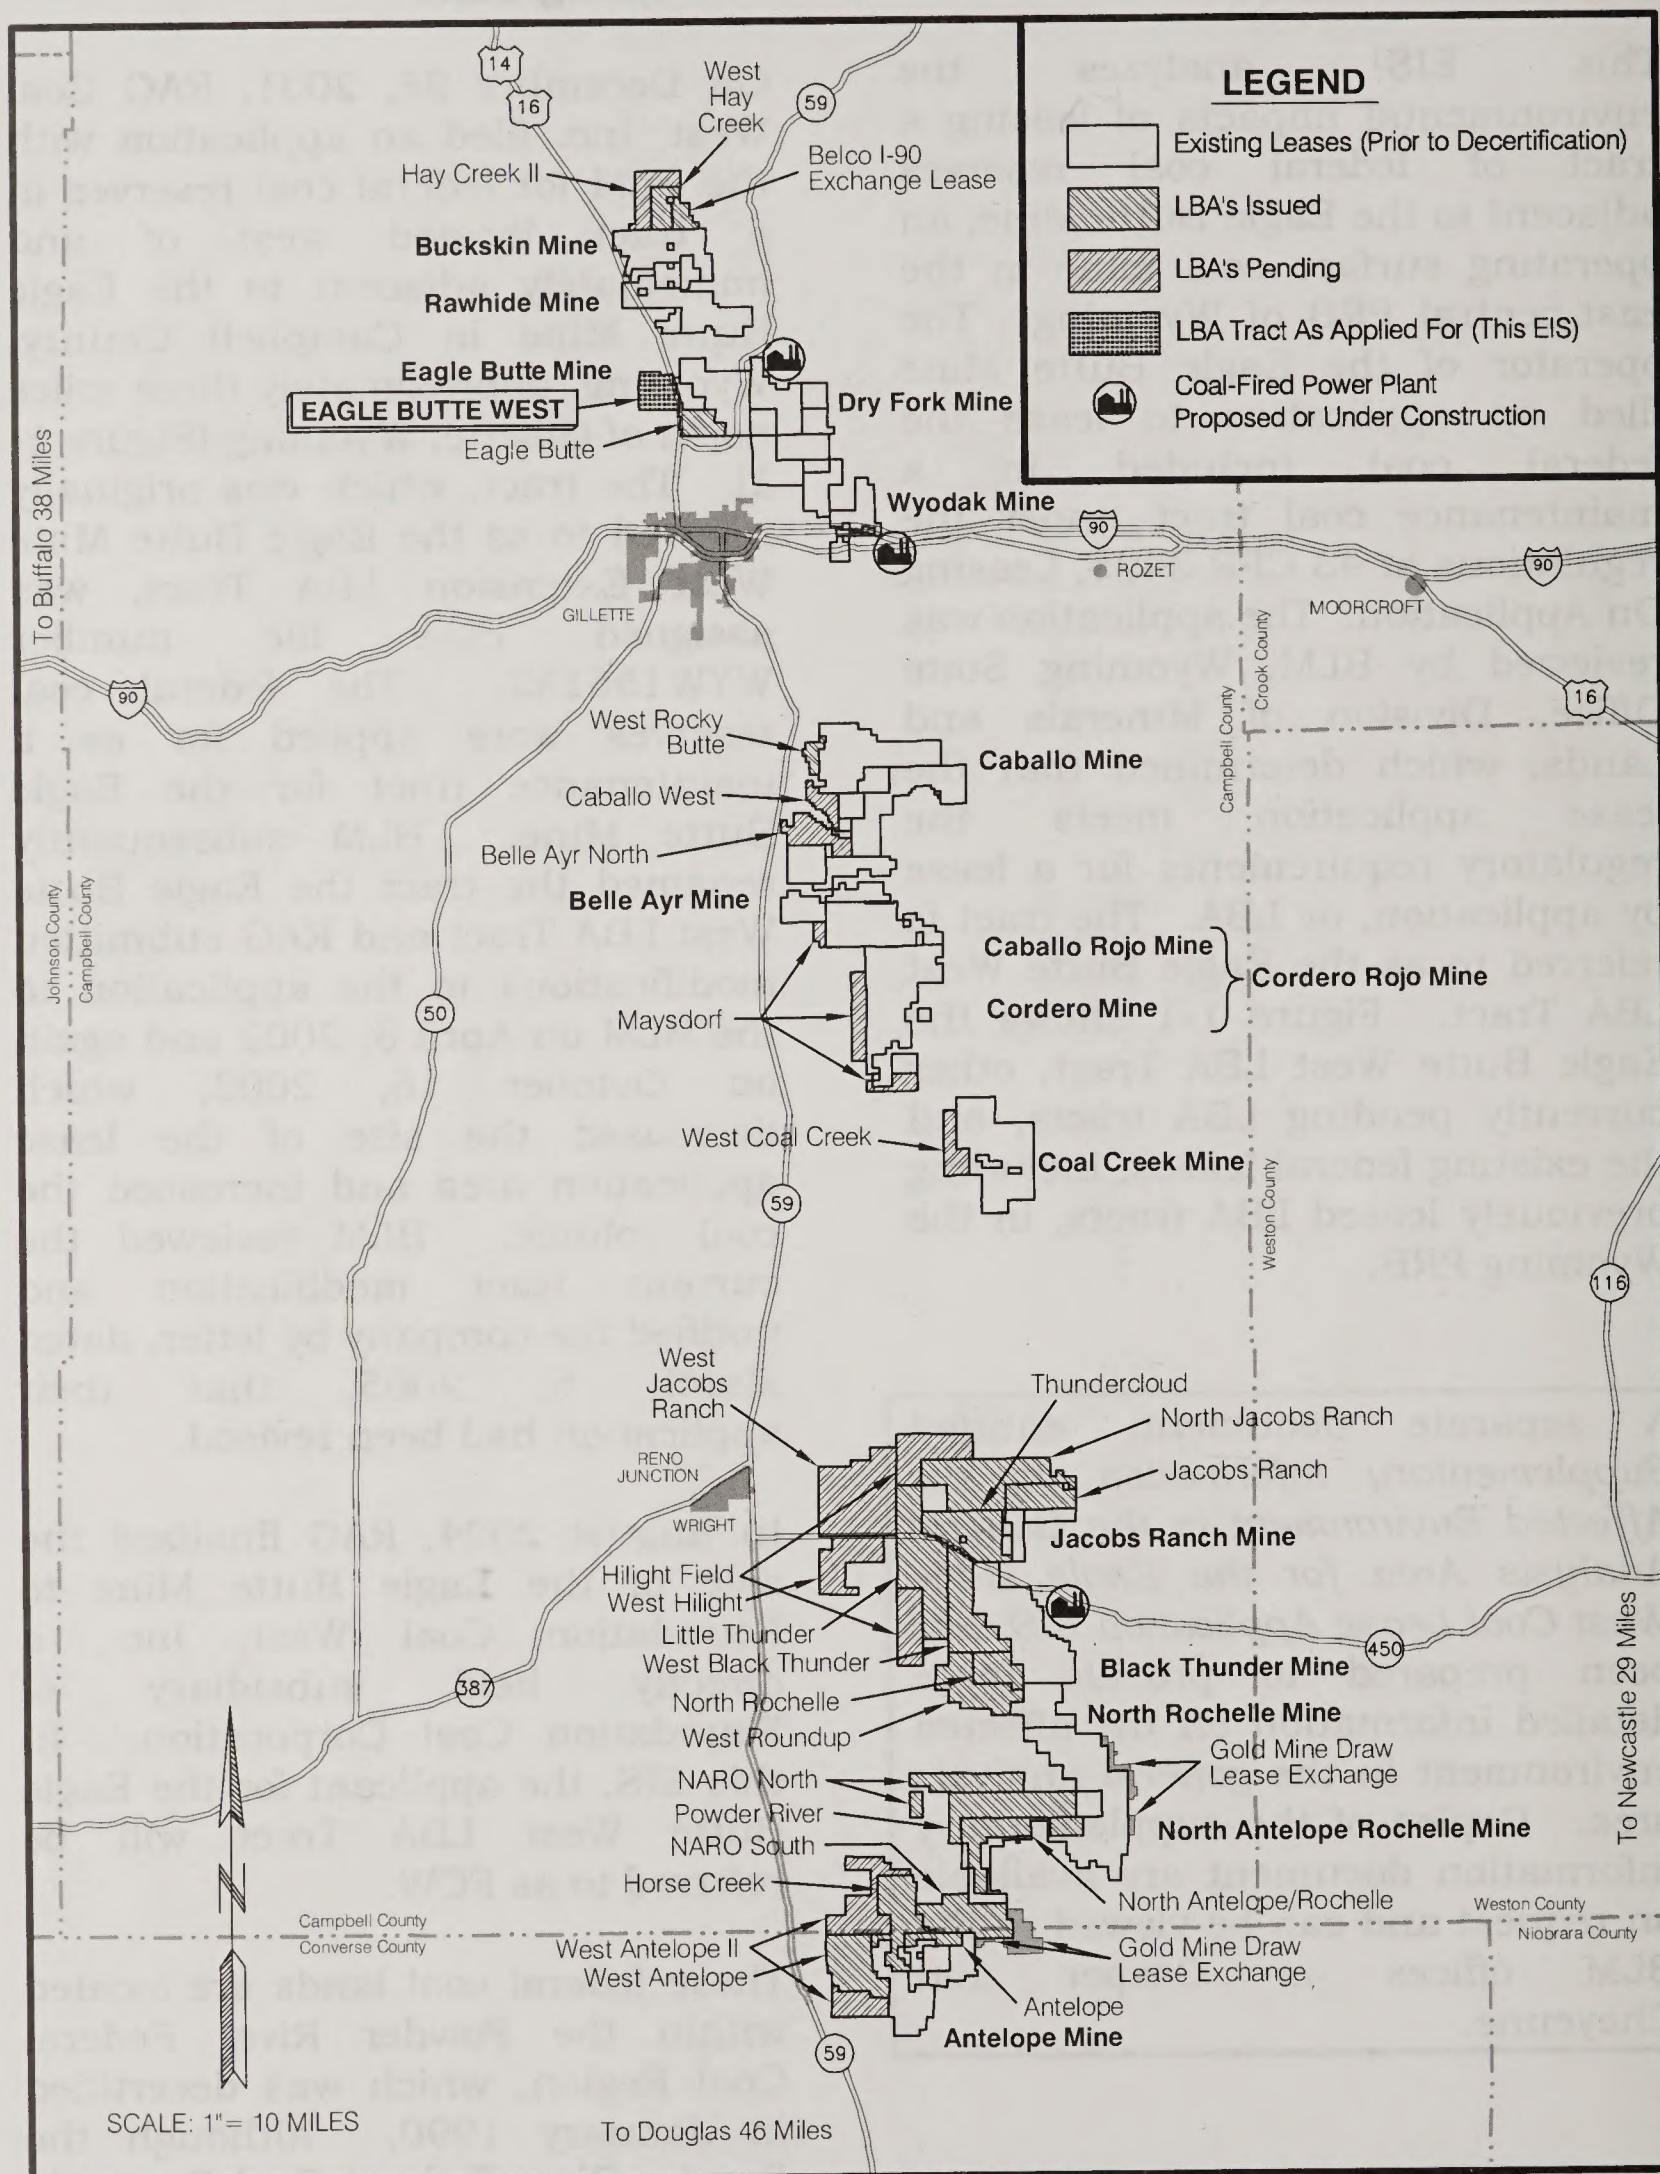 14
16
West
Hay
Creek
59
Hay Creek II
Belco I-90
Exchange Lease
Buckskin Mine
Rawhide Mine
Eagle Butte Mine
EAGLE BUTTE WEST
Eagle Butte
Dry Fork Mine
Wyodak Mine
LEGEND
Existing Leases (Prior to Decertification)
LBA's Issued
LBA's Pending
LBA Tract As Applied For (This EIS)
Coal-Fired Power Plant
Proposed or Under Construction
To Buffalo 38 Miles
90
ROZET
90
MOORCROFT
GILLETTE
90
16
Campbell County
Crook County
West Rocky
Butte
Caballo Mine
Caballo West
Belle Ayr North
Belle Ayr Mine
Johnson County
Campbell County
Caballo Rojo Mine
Cordero Rojo Mine
Cordero Mine
50
Maysdorf
West Coal Creek
Coal Creek Mine
Weston County
59
116
West
Jacobs
Ranch
Thundercloud
North Jacobs Ranch
Jacobs Ranch
RENO
JUNCTION
WRIGHT
Jacobs Ranch Mine
Hilight Field
West Hilight
Little Thunder
West Black Thunder
450
Black Thunder Mine
387
North Rochelle
West Roundup
North Rochelle Mine
Gold Mine Draw
Lease Exchange
NARO North
Powder River
NARO South
North Antelope Rochelle Mine
To Newcastle 29 Miles
Horse Creek
North Antelope/Rochelle
Campbell County
Converse County
Weston County
Niobrara County
West Antelope II
West Antelope
Gold Mine Draw
Lease Exchange
Antelope
Antelope Mine
59
N
SCALE: 1"= 10 MILES
To Douglas 46 Miles